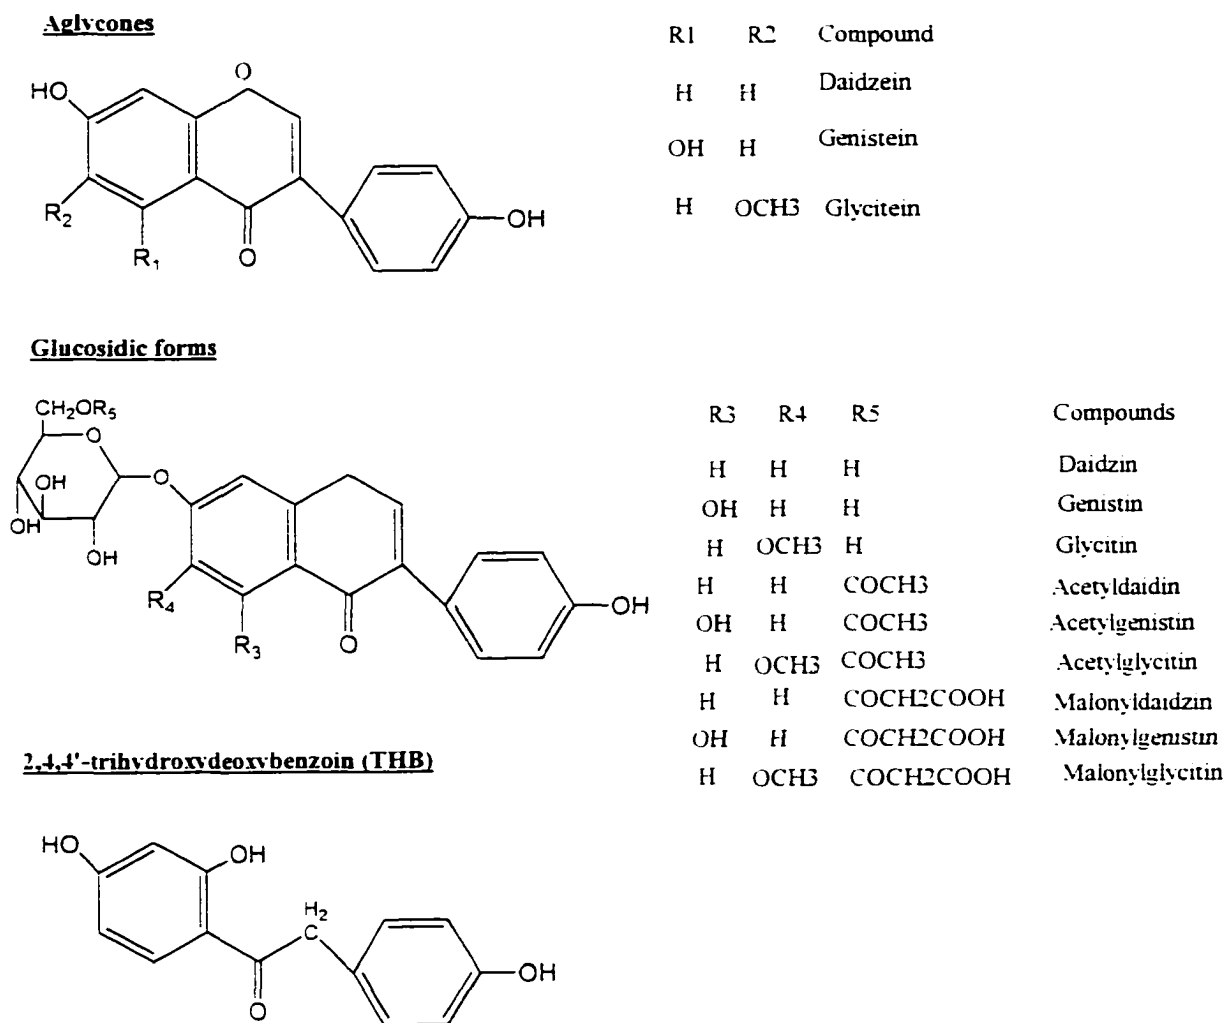 Aglycones
R1 R2 Compound
H H Daidzein
OH H Genistein
H OCH3 Glycitein
HO
O
R2
R1
O
OH
Glucosidic forms
CH2OR5
O
O
OH
OH
OH
R4
R3
O
OH
R3 R4 R5 Compounds
H H H Daidzin
OH H H Genistin
H OCH3 H Glycitin
H H COCH3 Acetyldaidin
OH H COCH3 Acetylgenistin
H OCH3 COCH3 Acetylglycitin
H H COCH2COOH Malonyldaidzin
OH H COCH2COOH Malonylgenistin
H OCH3 COCH2COOH Malonylglycitin
2,4,4'-trihydroxydeoxybenzoin (THB)
HO
OH
H2
C
O
OH